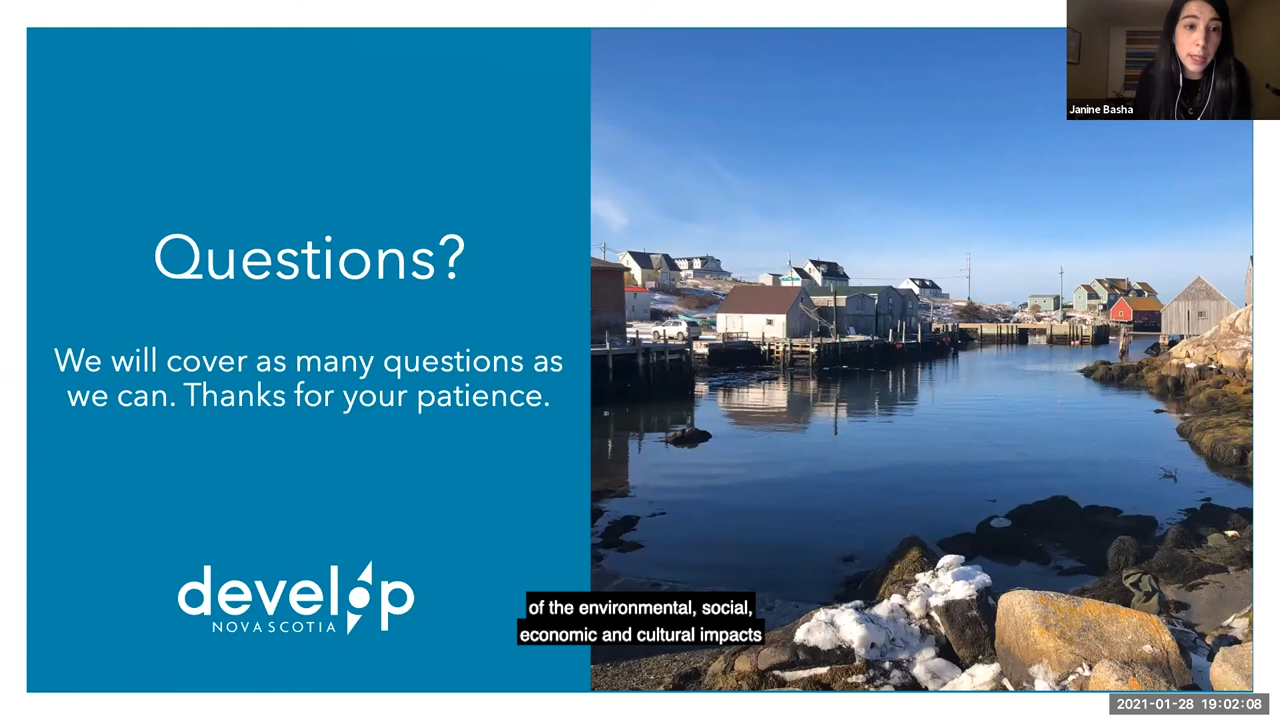 Janine Basha
Questions?
We will cover as many questions as
we can. Thanks for your patience.
develop
NOVA SCOTIA
of the environmental, social,
economic and cultural impacts
2021-01-28 19:02:08